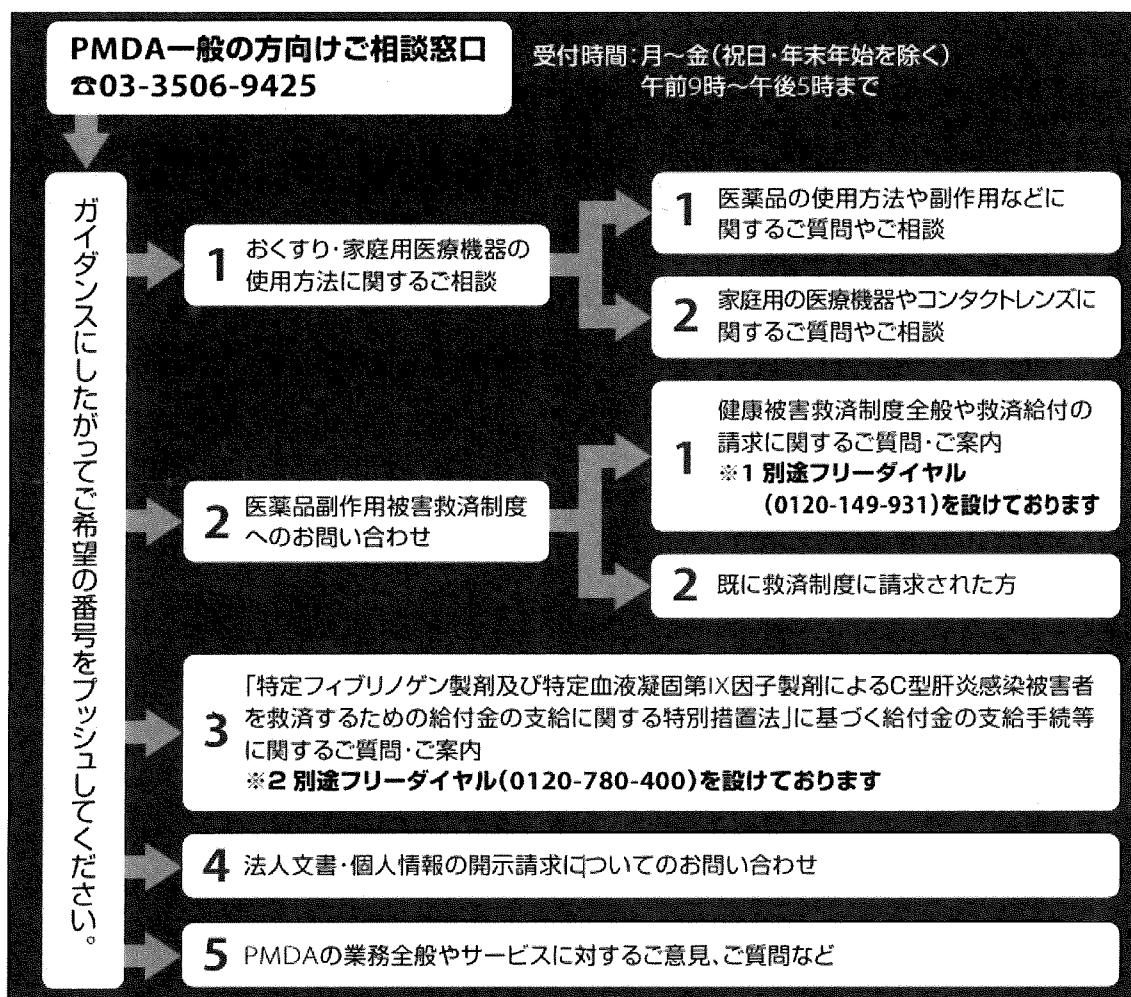 PMDA一般の方向けご相談窓口
☎03-3506-9425
受付時間:月〜金(祝日・年末年始を除く)
午前9時〜午後5時まで
ガイダンスにしたがってご希望の番号をプッシュしてください。
1 おくすり・家庭用医療機器の
使用方法に関するご相談
1 医薬品の使用方法や副作用などに
関するご質問やご相談
2 家庭用の医療機器やコンタクトレンズに
関するご質問やご相談
2 医薬品副作用被害救済制度
へのお問い合わせ
1 健康被害救済制度全般や救済給付の
請求に関するご質問・ご案内
※1 別途フリーダイヤル
(0120-149-931)を設けております
2 既に救済制度に請求された方
3 「特定フィブリノゲン製剤及び特定血液凝固第IX因子製剤によるC型肝炎感染被害者
を救済するための給付金の支給に関する特別措置法」に基づく給付金の支給手続等
に関するご質問・ご案内
※2 別途フリーダイヤル(0120-780-400)を設けております
4 法人文書・個人情報の開示請求についてのお問い合わせ
5 PMDAの業務全般やサービスに対するご意見、ご質問など